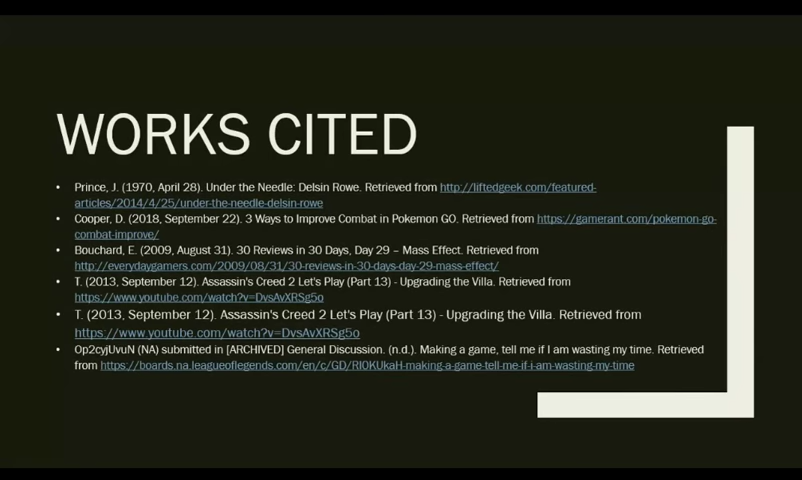 WORKS CITED
• Prince, J. (1970, April 28). Under the Needle: Delsin Rowe. Retrieved from http://liftedgeek.com/featured-
articles/2014/4/25/under-the-needle-delsin-rowe
• Cooper, D. (2018, September 22). 3 Ways to Improve Combat in Pokemon GO. Retrieved from https://gamerant.com/pokemon-go-
combat-improve/
• Bouchard, E. (2009, August 31). 30 Reviews in 30 Days, Day 29 – Mass Effect. Retrieved from
http://everydaygamers.com/2009/08/31/30-reviews-in-30-days-day-29-mass-effect/
• T. (2013, September 12). Assassin's Creed 2 Let's Play (Part 13) - Upgrading the Villa. Retrieved from
https://www.youtube.com/watch?v=DvsAvXRSg5o
• T. (2013, September 12). Assassin's Creed 2 Let's Play (Part 13) - Upgrading the Villa. Retrieved from
https://www.youtube.com/watch?v=DvsAvXRSg5o
• Op2cyjUvuN (NA) submitted in [ARCHIVED] General Discussion. (n.d.). Making a game, tell me if I am wasting my time. Retrieved
from https://boards.na.leagueoflegends.com/en/c/GD/RI0KUkaH-making-a-game-tell-me-if-i-am-wasting-my-time